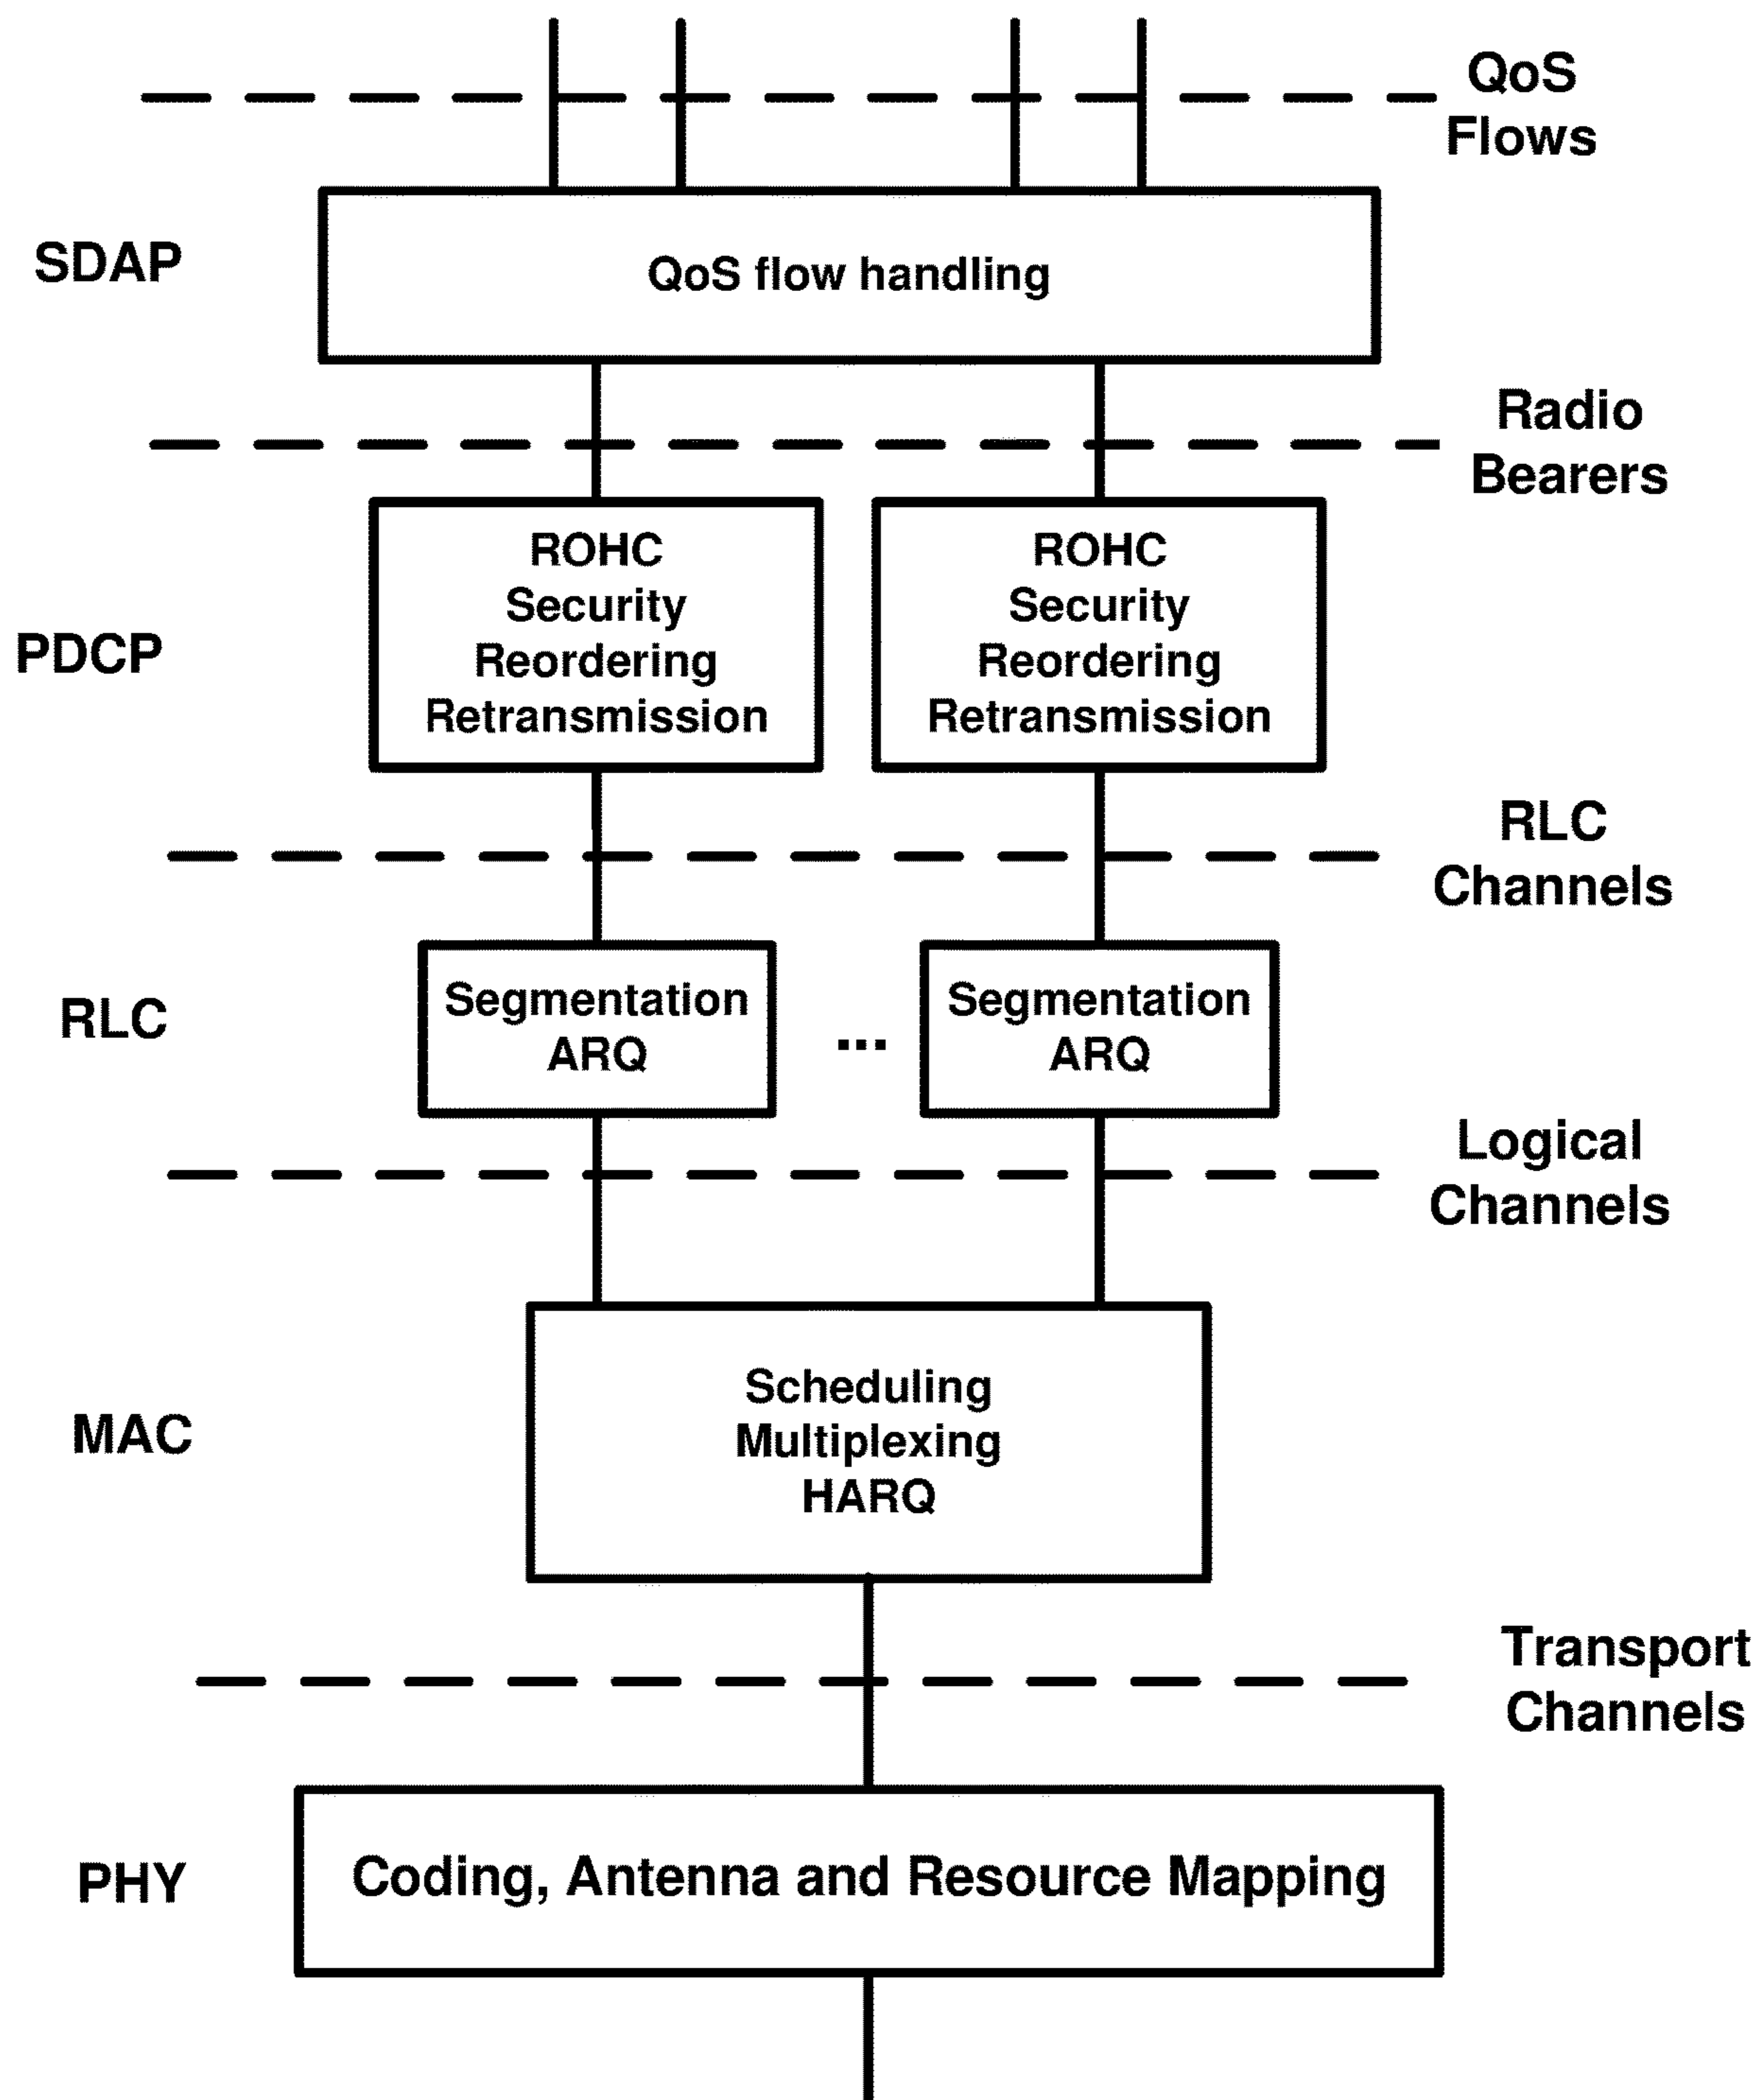 QoS
Flows
SDAP
QoS flow handling
Radio
Bearers
PDCP
ROHC
Security
Reordering
Retransmission
ROHC
Security
Reordering
Retransmission
RLC
Channels
RLC
Segmentation
ARQ
...
Segmentation
ARQ
Logical
Channels
MAC
Scheduling
Multiplexing
HARQ
Transport
Channels
PHY
Coding, Antenna and Resource Mapping